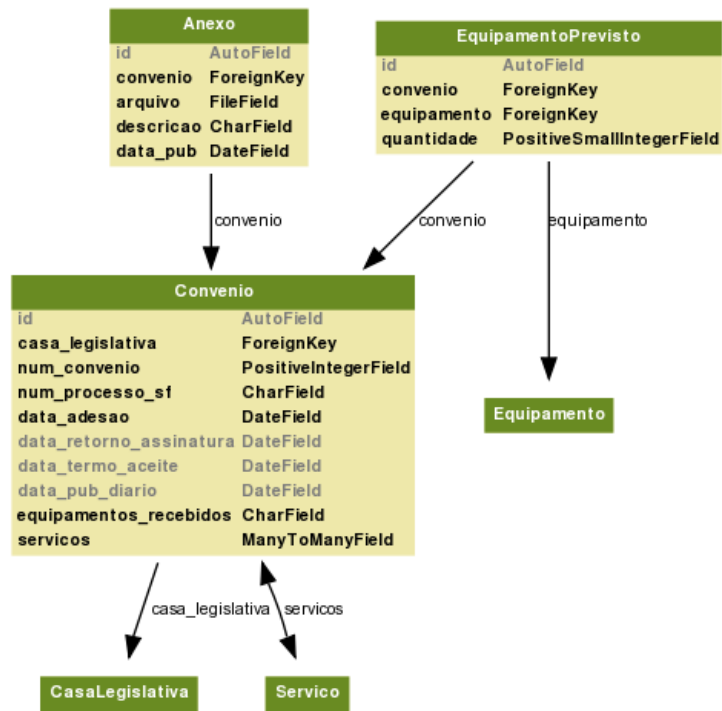 Anexo
id AutoField
convenio ForeignKey
arquivo FileField
descricao CharField
data_pub DateField
EquipamentoPrevisto
id AutoField
convenio ForeignKey
equipamento ForeignKey
quantidade PositiveSmallIntegerField
convenio
convenio
equipamento
Convenio
id AutoField
casa_legislativa ForeignKey
num_convenio PositiveIntegerField
num_processo_sf CharField
data_adesao DateField
data_retorno_assinatura DateField
data_termo_aceite DateField
data_pub_diario DateField
equipamentos_recebidos CharField
servicos ManyToManyField
Equipamento
casa_legislativa
servicos
CasaLegislativa
Servico